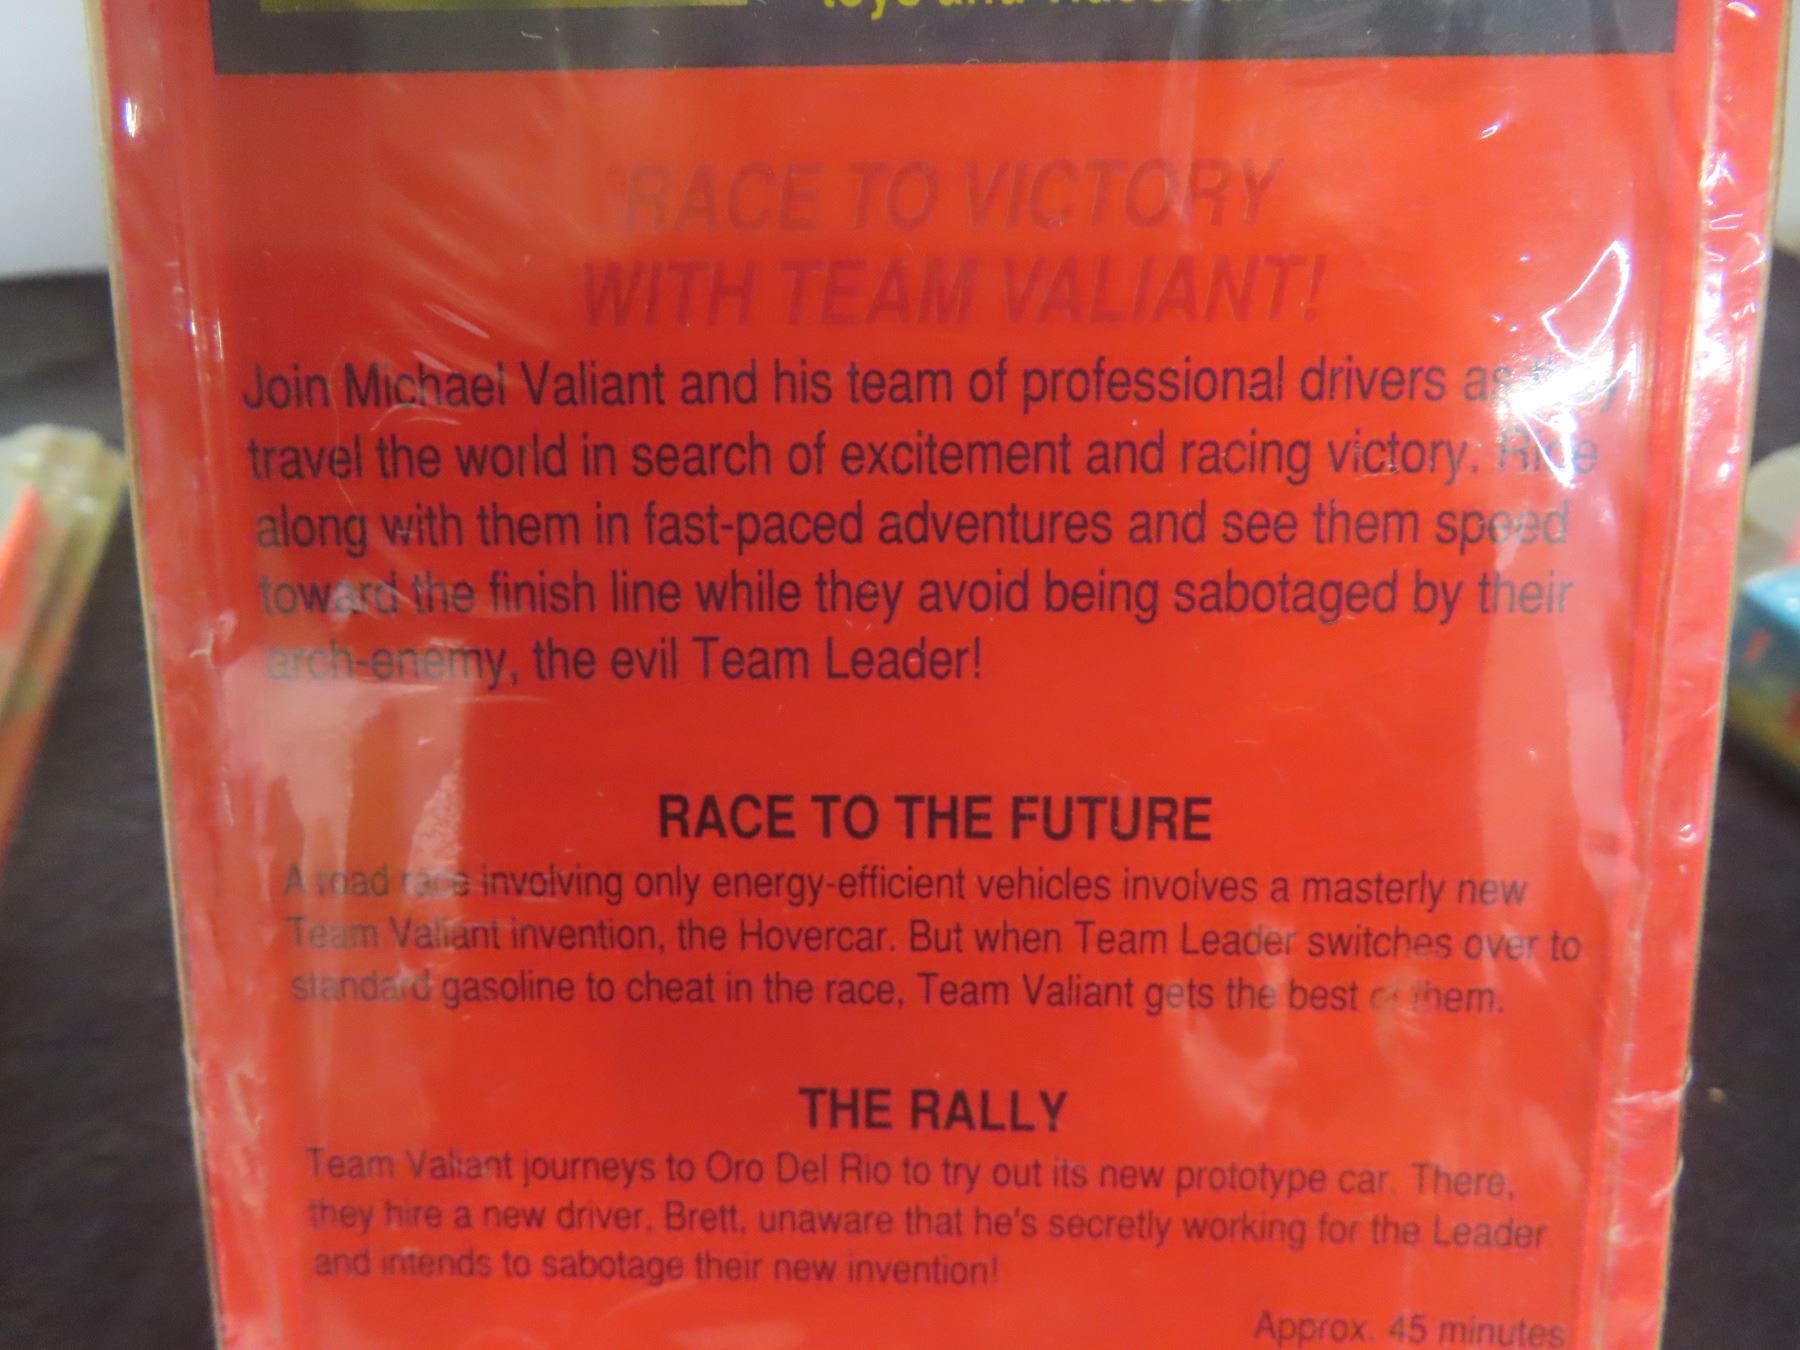 toys and videos
RACE TO VICTORY
WITH TEAM VALIANT!
Join Michael Valiant and his team of professional drivers as they
travel the world in search of excitement and racing victory. Ride
along with them in fast-paced adventures and see them speed
toward the finish line while they avoid being sabotaged by their
arch-enemy, the evil Team Leader!
RACE TO THE FUTURE
A road race involving only energy-efficient vehicles involves a masterly new
Team Valiant invention, the Hovercar. But when Team Leader switches over to
standard gasoline to cheat in the race, Team Valiant gets the best of them.
THE RALLY
Team Valiant journeys to Oro Del Rio to try out its new prototype car. There,
they hire a new driver, Brett, unaware that he's secretly working for the Leader
and intends to sabotage their new invention!
Approx. 45 minutes